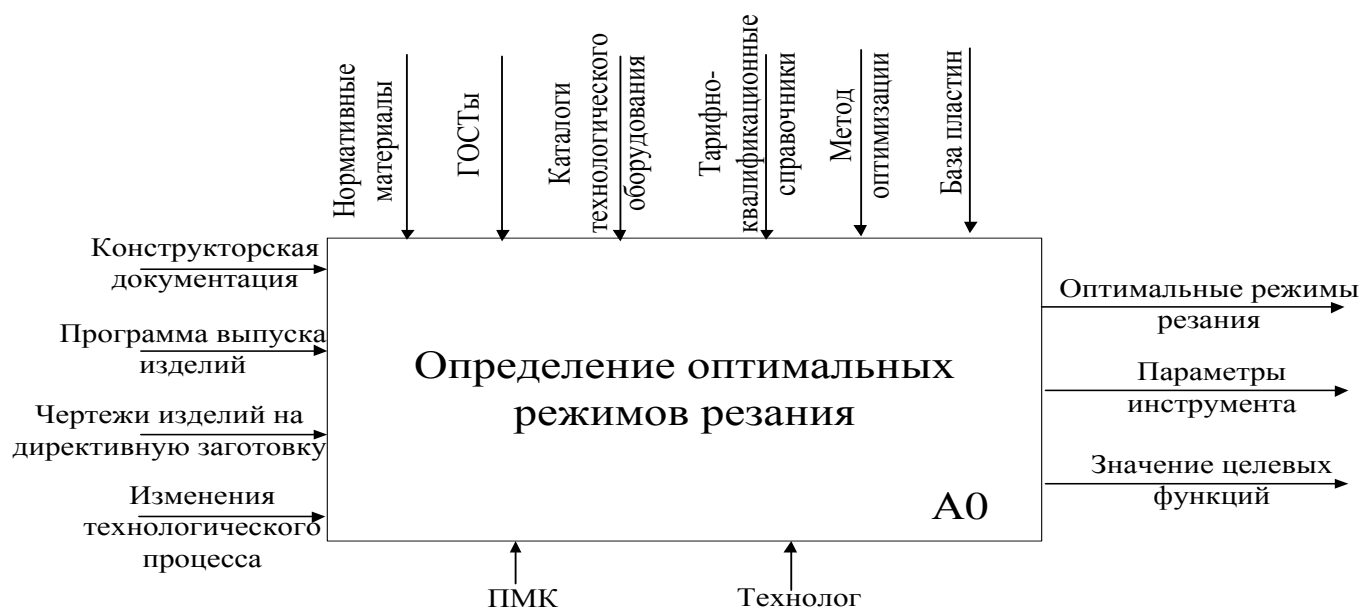 Нормативные
материалы
ГОСТы
Каталоги
технологического
оборудования
Тарифно-
квалификационные
справочники
Метод
оптимизации
База пластин
Конструкторская
документация
Программа выпуска
изделий
Чертежи изделий на
директивную заготовку
Изменения
технологического
процесса
Определение оптимальных
режимов резания
А0
Оптимальные режимы
резания
Параметры
инструмента
Значение целевых
функций
ПМК
Технолог